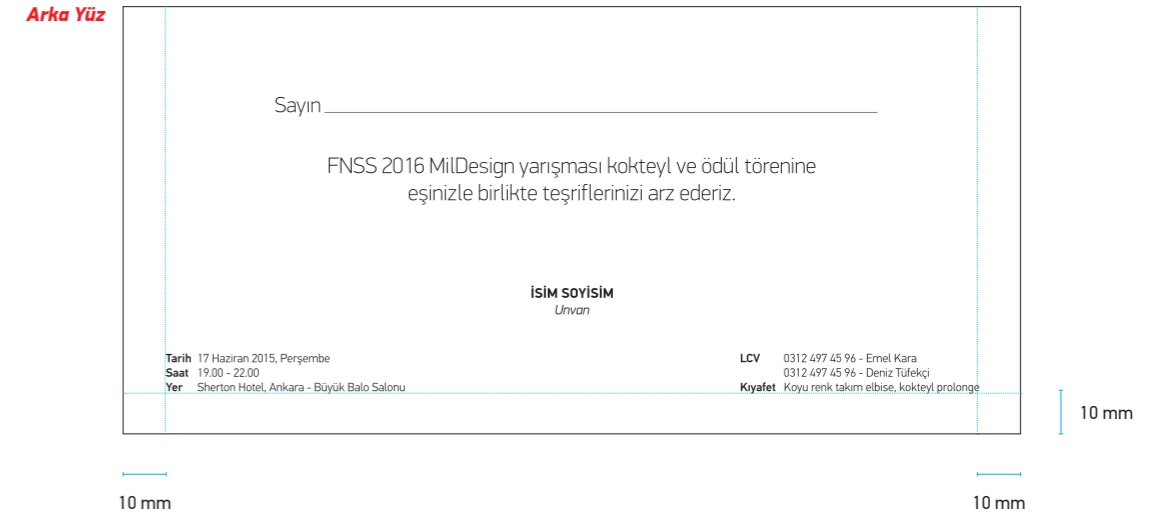 Arka Yüz
Sayın
FNSS 2016 MilDesign yarışması kokteyl ve ödül törenine
eşinizle birlikte teşriflerinizi arz ederiz.
İSİM SOYİSİM
Unvan
Tarih 17 Haziran 2015, Perşembe
Saat 19.00 - 22.00
Yer Sherton Hotel, Ankara - Büyük Balo Salonu
LCV 0312 497 45 96 - Emel Kara
0312 497 45 96 - Deniz Tüfekçi
Kıyafet Koyu renk takım elbise, kokteyl prolonge
10 mm
10 mm
10 mm